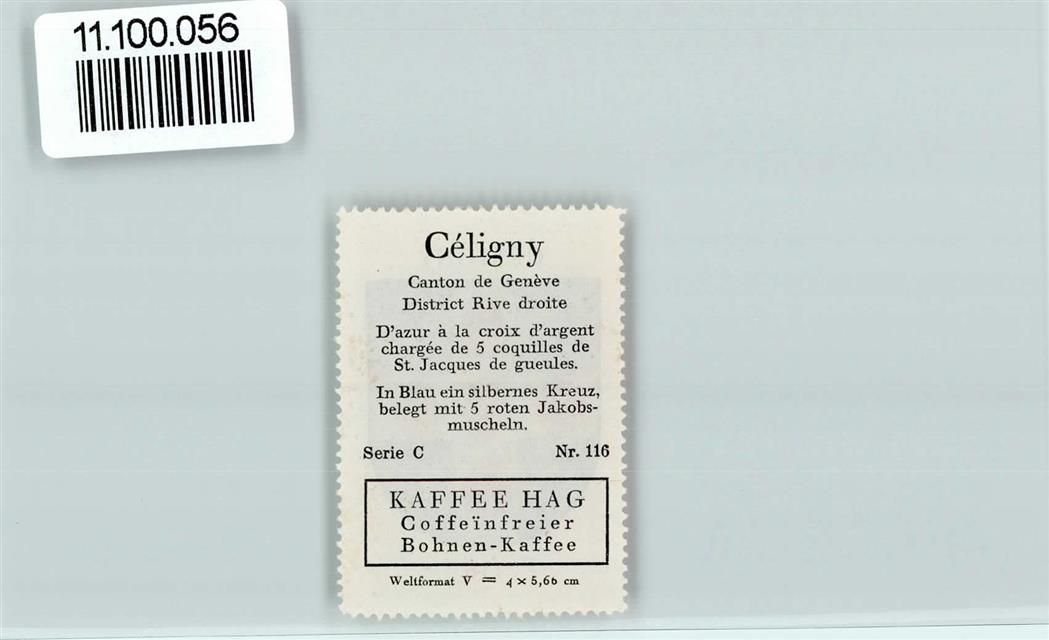 11.100.056
Céligny
Canton de Genève
District Rive droite
D'azur à la croix d'argent
chargée de 5 coquilles de
St. Jacques de gueules.
In Blau ein silbernes Kreuz,
belegt mit 5 roten Jakobs-
muscheln.
Serie C Nr. 116
KAFFEE HAG
Coffeïnfreier
Bohnen-Kaffee
Weltformat V = 4 × 5,66 cm